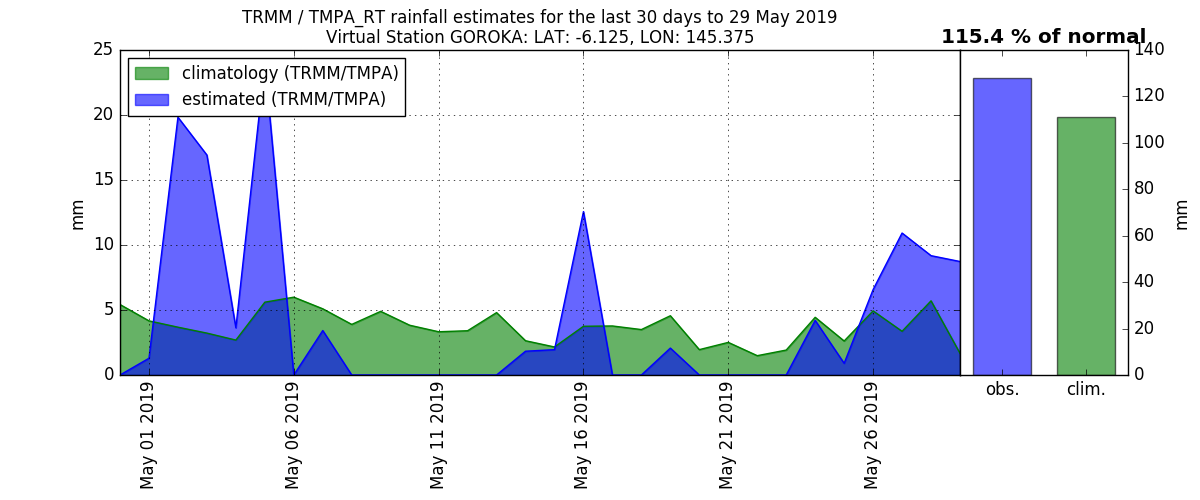 TRMM / TMPA_RT rainfall estimates for the last 30 days to 29 May 2019
Virtual Station GOROKA: LAT: -6.125, LON: 145.375
115.4 % of normal
climatology (TRMM/TMPA)
estimated (TRMM/TMPA)
25
20
15
10
5
0
mm
May 01 2019
May 06 2019
May 11 2019
May 16 2019
May 21 2019
May 26 2019
140
120
100
80
60
40
20
0
mm
obs.
clim.